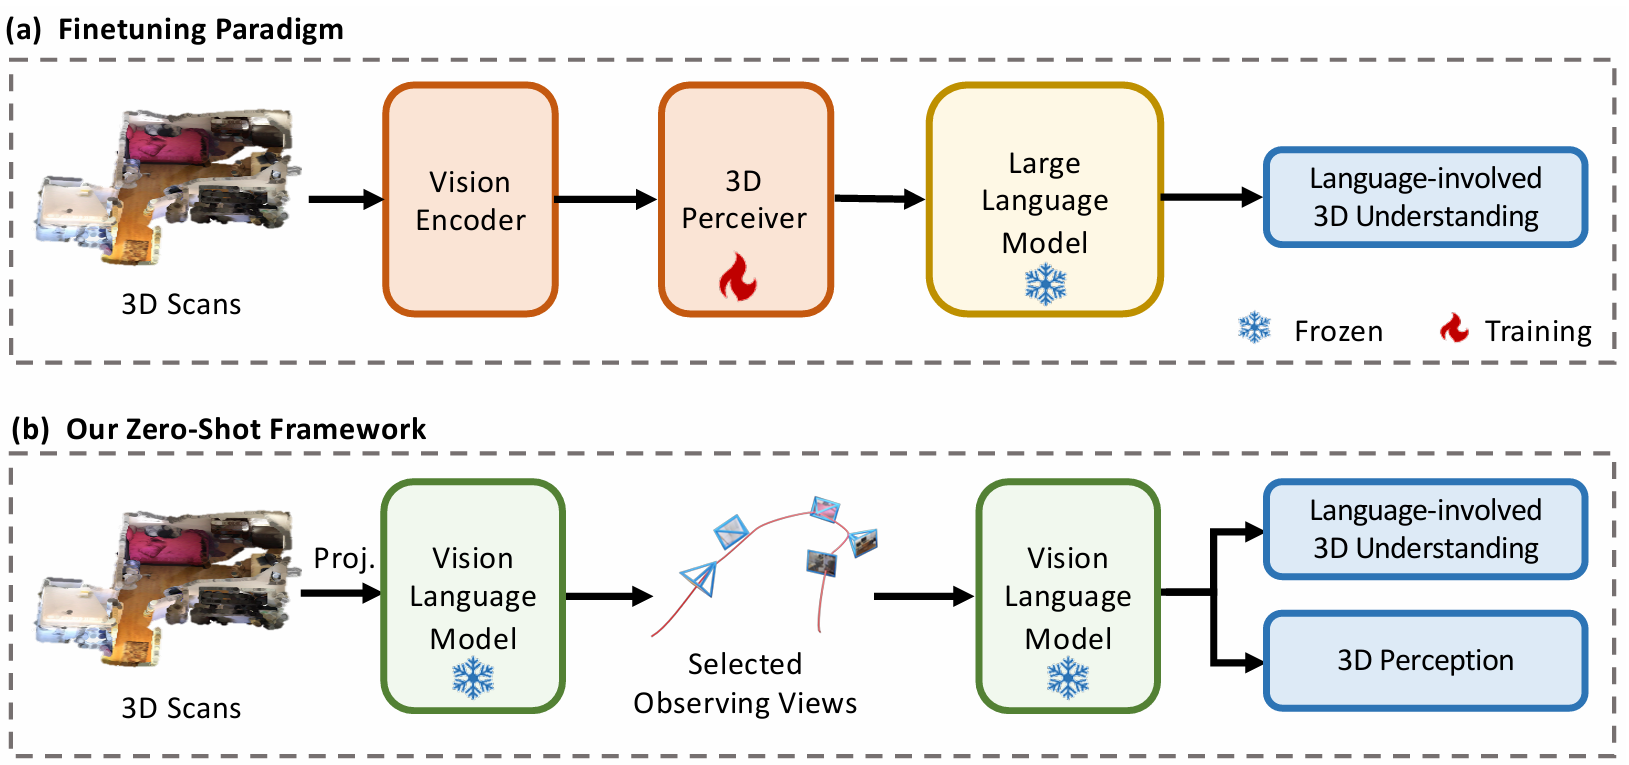 (a) Finetuning Paradigm
3D Scans
Vision
Encoder
3D
Perceiver
Large
Language
Model
Language-involved
3D Understanding
Frozen
Training
(b) Our Zero-Shot Framework
3D Scans
Proj.
Vision
Language
Model
Selected
Observing Views
Vision
Language
Model
Language-involved
3D Understanding
3D Perception